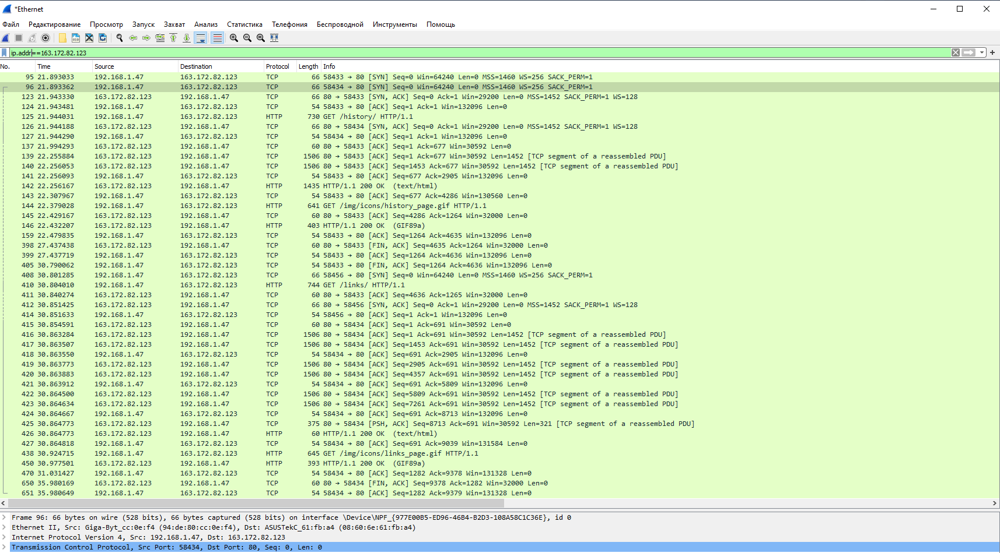 *Ethernet
Файл Редактирование Просмотр Запуск Захват Анализ Статистика Телефония Беспроводной Инструменты Помощь
ip.addr==163.172.82.123
No. Time Source Destination Protocol Length Info
95 21.893033 192.168.1.47 163.172.82.123 TCP 66 58433 → 80 [SYN] Seq=0 Win=64240 Len=0 MSS=1460 WS=256 SACK_PERM=1
96 21.893362 192.168.1.47 163.172.82.123 TCP 66 58434 → 80 [SYN] Seq=0 Win=64240 Len=0 MSS=1460 WS=256 SACK_PERM=1
123 21.943330 163.172.82.123 192.168.1.47 TCP 66 80 → 58433 [SYN, ACK] Seq=0 Ack=1 Win=29200 Len=0 MSS=1452 SACK_PERM=1 WS=128
124 21.943481 192.168.1.47 163.172.82.123 TCP 54 58433 → 80 [ACK] Seq=1 Ack=1 Win=132096 Len=0
125 21.944031 192.168.1.47 163.172.82.123 HTTP 730 GET /history/ HTTP/1.1
126 21.944188 163.172.82.123 192.168.1.47 TCP 66 80 → 58434 [SYN, ACK] Seq=0 Ack=1 Win=29200 Len=0 MSS=1452 SACK_PERM=1 WS=128
127 21.944290 192.168.1.47 163.172.82.123 TCP 54 58434 → 80 [ACK] Seq=1 Ack=1 Win=132096 Len=0
137 21.994293 163.172.82.123 192.168.1.47 TCP 60 80 → 58433 [ACK] Seq=1 Ack=677 Win=30592 Len=0
139 22.255884 163.172.82.123 192.168.1.47 TCP 1506 80 → 58433 [ACK] Seq=1 Ack=677 Win=30592 Len=1452 [TCP segment of a reassembled PDU]
140 22.256053 163.172.82.123 192.168.1.47 TCP 1506 80 → 58433 [ACK] Seq=1453 Ack=677 Win=30592 Len=1452 [TCP segment of a reassembled PDU]
141 22.256093 192.168.1.47 163.172.82.123 TCP 54 58433 → 80 [ACK] Seq=677 Ack=2905 Win=132096 Len=0
142 22.256167 163.172.82.123 192.168.1.47 HTTP 1435 HTTP/1.1 200 OK (text/html)
143 22.307967 192.168.1.47 163.172.82.123 TCP 54 58433 → 80 [ACK] Seq=677 Ack=4286 Win=130560 Len=0
144 22.379028 192.168.1.47 163.172.82.123 HTTP 641 GET /img/icons/history_page.gif HTTP/1.1
145 22.429167 163.172.82.123 192.168.1.47 TCP 60 80 → 58433 [ACK] Seq=4286 Ack=1264 Win=32000 Len=0
146 22.432207 163.172.82.123 192.168.1.47 HTTP 403 HTTP/1.1 200 OK (GIF89a)
159 22.479835 192.168.1.47 163.172.82.123 TCP 54 58433 → 80 [ACK] Seq=1264 Ack=4635 Win=132096 Len=0
398 27.437438 163.172.82.123 192.168.1.47 TCP 60 80 → 58433 [FIN, ACK] Seq=4635 Ack=1264 Win=32000 Len=0
399 27.437719 192.168.1.47 163.172.82.123 TCP 54 58433 → 80 [ACK] Seq=1264 Ack=4636 Win=132096 Len=0
405 30.790062 192.168.1.47 163.172.82.123 TCP 54 58433 → 80 [FIN, ACK] Seq=1264 Ack=4636 Win=132096 Len=0
408 30.801285 192.168.1.47 163.172.82.123 TCP 66 58456 → 80 [SYN] Seq=0 Win=64240 Len=0 MSS=1460 WS=256 SACK_PERM=1
410 30.804010 192.168.1.47 163.172.82.123 HTTP 744 GET /links/ HTTP/1.1
411 30.840274 163.172.82.123 192.168.1.47 TCP 60 80 → 58433 [ACK] Seq=4636 Ack=1265 Win=32000 Len=0
412 30.851425 163.172.82.123 192.168.1.47 TCP 66 80 → 58456 [SYN, ACK] Seq=0 Ack=1 Win=29200 Len=0 MSS=1452 SACK_PERM=1 WS=128
414 30.851633 192.168.1.47 163.172.82.123 TCP 54 58456 → 80 [ACK] Seq=1 Ack=1 Win=132096 Len=0
415 30.854591 163.172.82.123 192.168.1.47 TCP 60 80 → 58434 [ACK] Seq=1 Ack=691 Win=30592 Len=0
416 30.863284 163.172.82.123 192.168.1.47 TCP 1506 80 → 58434 [ACK] Seq=1 Ack=691 Win=30592 Len=1452 [TCP segment of a reassembled PDU]
417 30.863507 163.172.82.123 192.168.1.47 TCP 1506 80 → 58434 [ACK] Seq=1453 Ack=691 Win=30592 Len=1452 [TCP segment of a reassembled PDU]
418 30.863550 192.168.1.47 163.172.82.123 TCP 54 58434 → 80 [ACK] Seq=691 Ack=2905 Win=132096 Len=0
419 30.863773 163.172.82.123 192.168.1.47 TCP 1506 80 → 58434 [ACK] Seq=2905 Ack=691 Win=30592 Len=1452 [TCP segment of a reassembled PDU]
420 30.863883 163.172.82.123 192.168.1.47 TCP 1506 80 → 58434 [ACK] Seq=4357 Ack=691 Win=30592 Len=1452 [TCP segment of a reassembled PDU]
421 30.863912 192.168.1.47 163.172.82.123 TCP 54 58434 → 80 [ACK] Seq=691 Ack=5809 Win=132096 Len=0
422 30.864500 163.172.82.123 192.168.1.47 TCP 1506 80 → 58434 [ACK] Seq=5809 Ack=691 Win=30592 Len=1452 [TCP segment of a reassembled PDU]
423 30.864634 163.172.82.123 192.168.1.47 TCP 1506 80 → 58434 [ACK] Seq=7261 Ack=691 Win=30592 Len=1452 [TCP segment of a reassembled PDU]
424 30.864667 192.168.1.47 163.172.82.123 TCP 54 58434 → 80 [ACK] Seq=691 Ack=8713 Win=132096 Len=0
425 30.864773 163.172.82.123 192.168.1.47 TCP 375 80 → 58434 [PSH, ACK] Seq=8713 Ack=691 Win=30592 Len=321 [TCP segment of a reassembled PDU]
426 30.864773 163.172.82.123 192.168.1.47 HTTP 60 HTTP/1.1 200 OK (text/html)
427 30.864818 192.168.1.47 163.172.82.123 TCP 54 58434 → 80 [ACK] Seq=691 Ack=9039 Win=131584 Len=0
438 30.924715 192.168.1.47 163.172.82.123 HTTP 645 GET /img/icons/links_page.gif HTTP/1.1
450 30.977501 163.172.82.123 192.168.1.47 HTTP 393 HTTP/1.1 200 OK (GIF89a)
470 31.031427 192.168.1.47 163.172.82.123 TCP 54 58434 → 80 [ACK] Seq=1282 Ack=9378 Win=131328 Len=0
650 35.980169 163.172.82.123 192.168.1.47 TCP 60 80 → 58434 [FIN, ACK] Seq=9378 Ack=1282 Win=32000 Len=0
651 35.980649 192.168.1.47 163.172.82.123 TCP 54 58434 → 80 [ACK] Seq=1282 Ack=9379 Win=131328 Len=0
Frame 96: 66 bytes on wire (528 bits), 66 bytes captured (528 bits) on interface \Device\NPF_{977E00B5-ED96-46B4-B2D3-108A58C1C36E}, id 0
Ethernet II, Src: Giga-Byt_cc:0e:f4 (94:de:80:cc:0e:f4), Dst: ASUSTekC_61:fb:a4 (08:60:6e:61:fb:a4)
Internet Protocol Version 4, Src: 192.168.1.47, Dst: 163.172.82.123
Transmission Control Protocol, Src Port: 58434, Dst Port: 80, Seq: 0, Len: 0